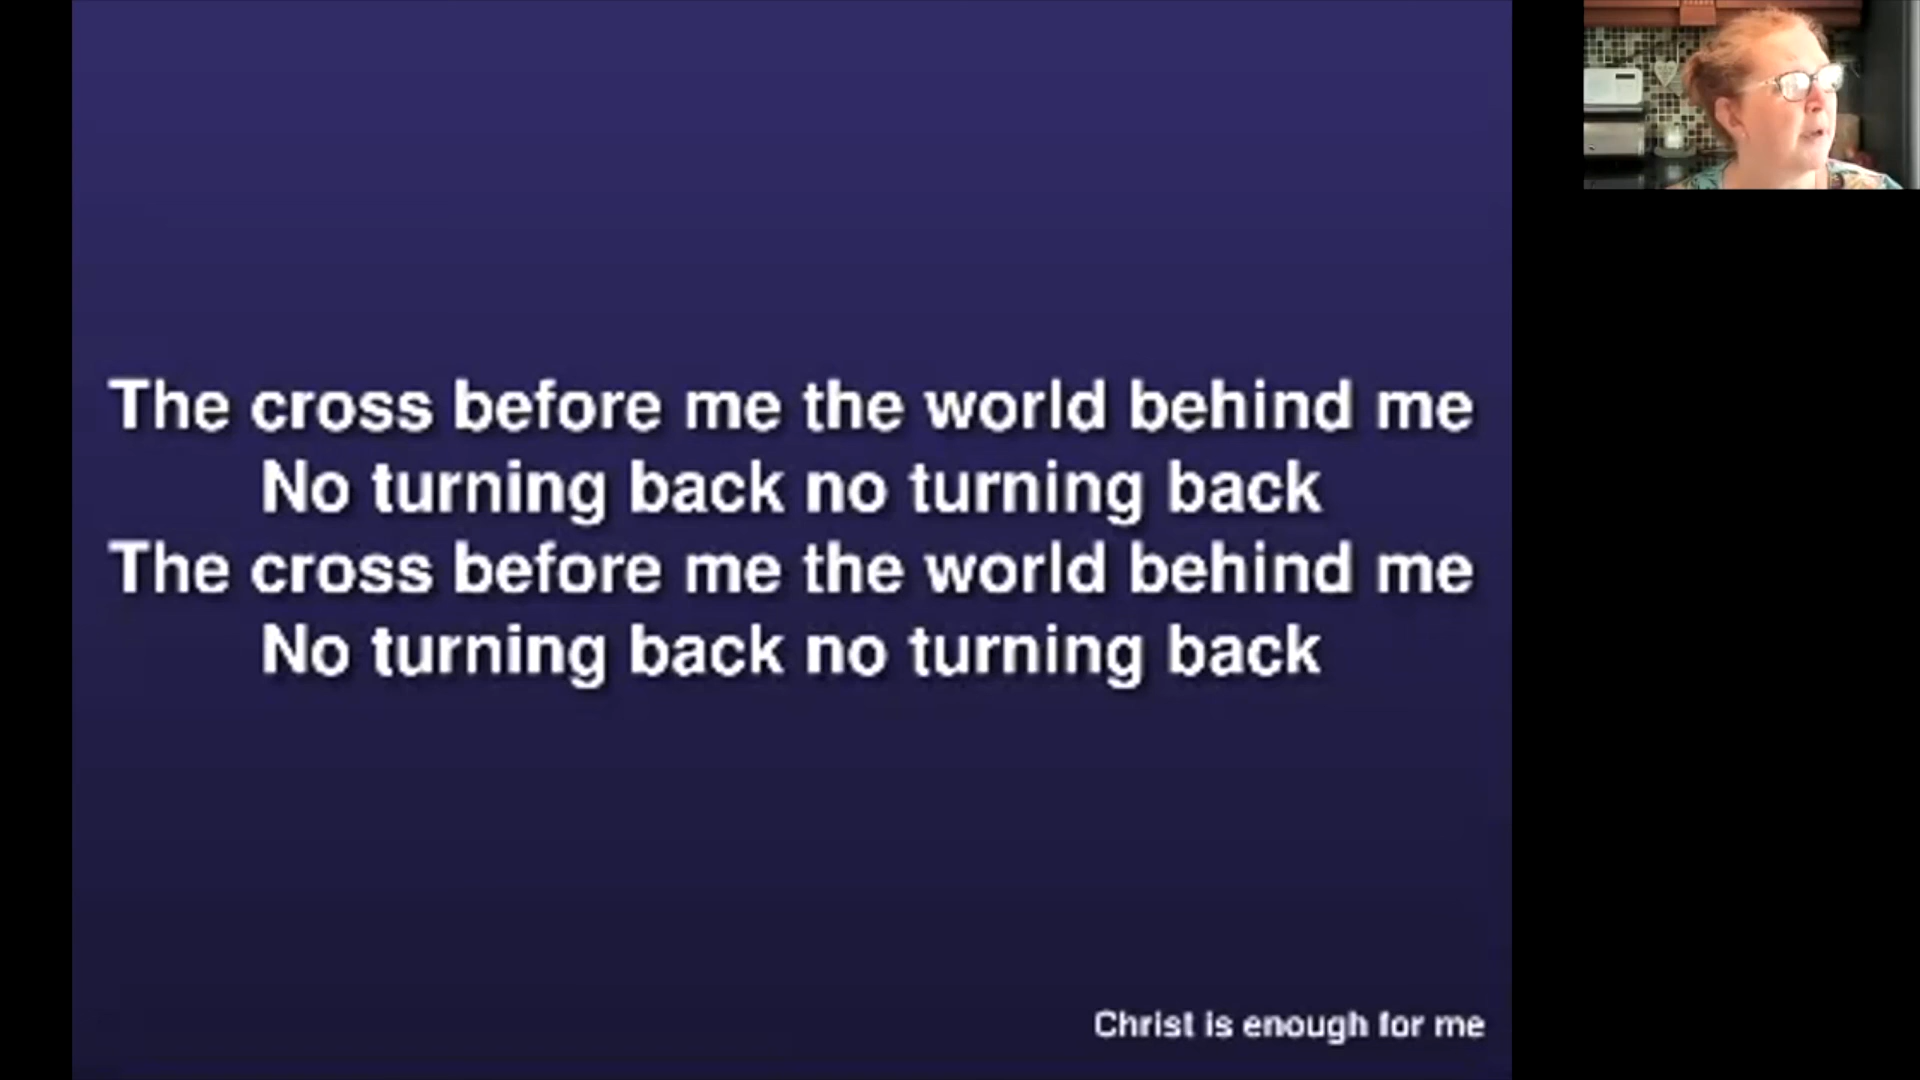 The cross before me the world behind me
No turning back no turning back
The cross before me the world behind me
No turning back no turning back
Christ is enough for me